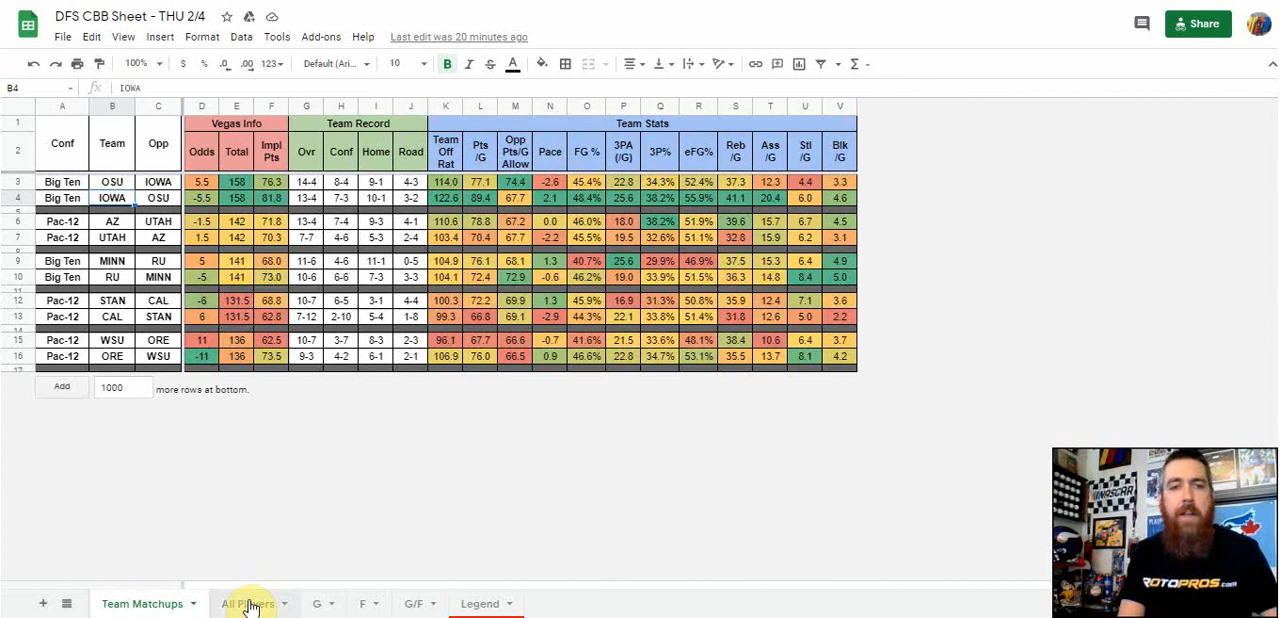 DFS CBB Sheet - THU 2/4
File Edit View Insert Format Data Tools Add-ons Help Last edit was 20 minutes ago
Share
100% $ % .0 .00 123 Default (Ari... 10 B I S A
B4 fx IOWA
A B C D E F G H I J K L M N O P Q R S T U V
1 Vegas Info Team Record Team Stats
2 Conf Team Opp Odds Total Impl Pts Ovr Conf Home Road Team Off Rat Pts /G Opp Pts/G Allow Pace FG % 3PA (/G) 3P% eFG% Reb /G Ass /G Stl /G Blk /G
3 Big Ten OSU IOWA 5.5 158 76.3 14-4 8-4 9-1 4-3 114.0 77.1 74.4 -2.6 45.4% 22.8 34.3% 52.4% 37.3 12.3 4.4 3.3
4 Big Ten IOWA OSU -5.5 158 81.8 13-4 7-3 10-1 3-2 122.6 89.4 67.7 2.1 48.4% 25.6 38.2% 55.9% 41.1 20.4 6.0 4.6
6 Pac-12 AZ UTAH -1.5 142 71.8 13-4 7-4 9-3 4-1 110.6 78.8 67.2 0.0 46.0% 18.0 38.2% 51.9% 39.6 15.7 6.7 4.5
7 Pac-12 UTAH AZ 1.5 142 70.3 7-7 4-6 5-3 2-4 103.4 70.4 67.7 -2.2 45.5% 19.5 32.6% 51.1% 32.8 15.9 6.2 3.1
9 Big Ten MINN RU 5 141 68.0 11-6 4-6 11-1 0-5 104.9 76.1 68.1 1.3 40.7% 25.6 29.9% 46.9% 37.5 15.3 6.4 4.9
10 Big Ten RU MINN -5 141 73.0 10-6 6-6 7-3 3-3 104.1 72.4 72.9 -0.6 46.2% 19.0 33.9% 51.5% 36.3 14.8 8.4 5.0
12 Pac-12 STAN CAL -6 131.5 68.8 10-7 6-5 3-1 4-4 100.3 72.2 69.9 1.3 45.9% 16.9 31.3% 50.8% 35.9 12.4 7.1 3.6
13 Pac-12 CAL STAN 6 131.5 62.8 7-12 2-10 5-4 1-8 99.3 66.8 69.1 -2.9 44.3% 22.1 33.8% 51.4% 31.8 12.6 5.0 2.2
15 Pac-12 WSU ORE 11 136 62.5 10-7 3-7 8-3 2-3 96.1 67.7 66.6 -0.7 41.6% 21.5 33.6% 48.1% 38.4 10.6 6.4 3.7
16 Pac-12 ORE WSU -11 136 73.5 9-3 4-2 6-1 2-1 106.9 76.0 66.5 0.9 46.6% 22.8 34.7% 53.1% 35.5 13.7 8.1 4.2
17
Add 1000 more rows at bottom.
NASCAR
ROTOPROS.com
Team Matchups All Players G F G/F Legend